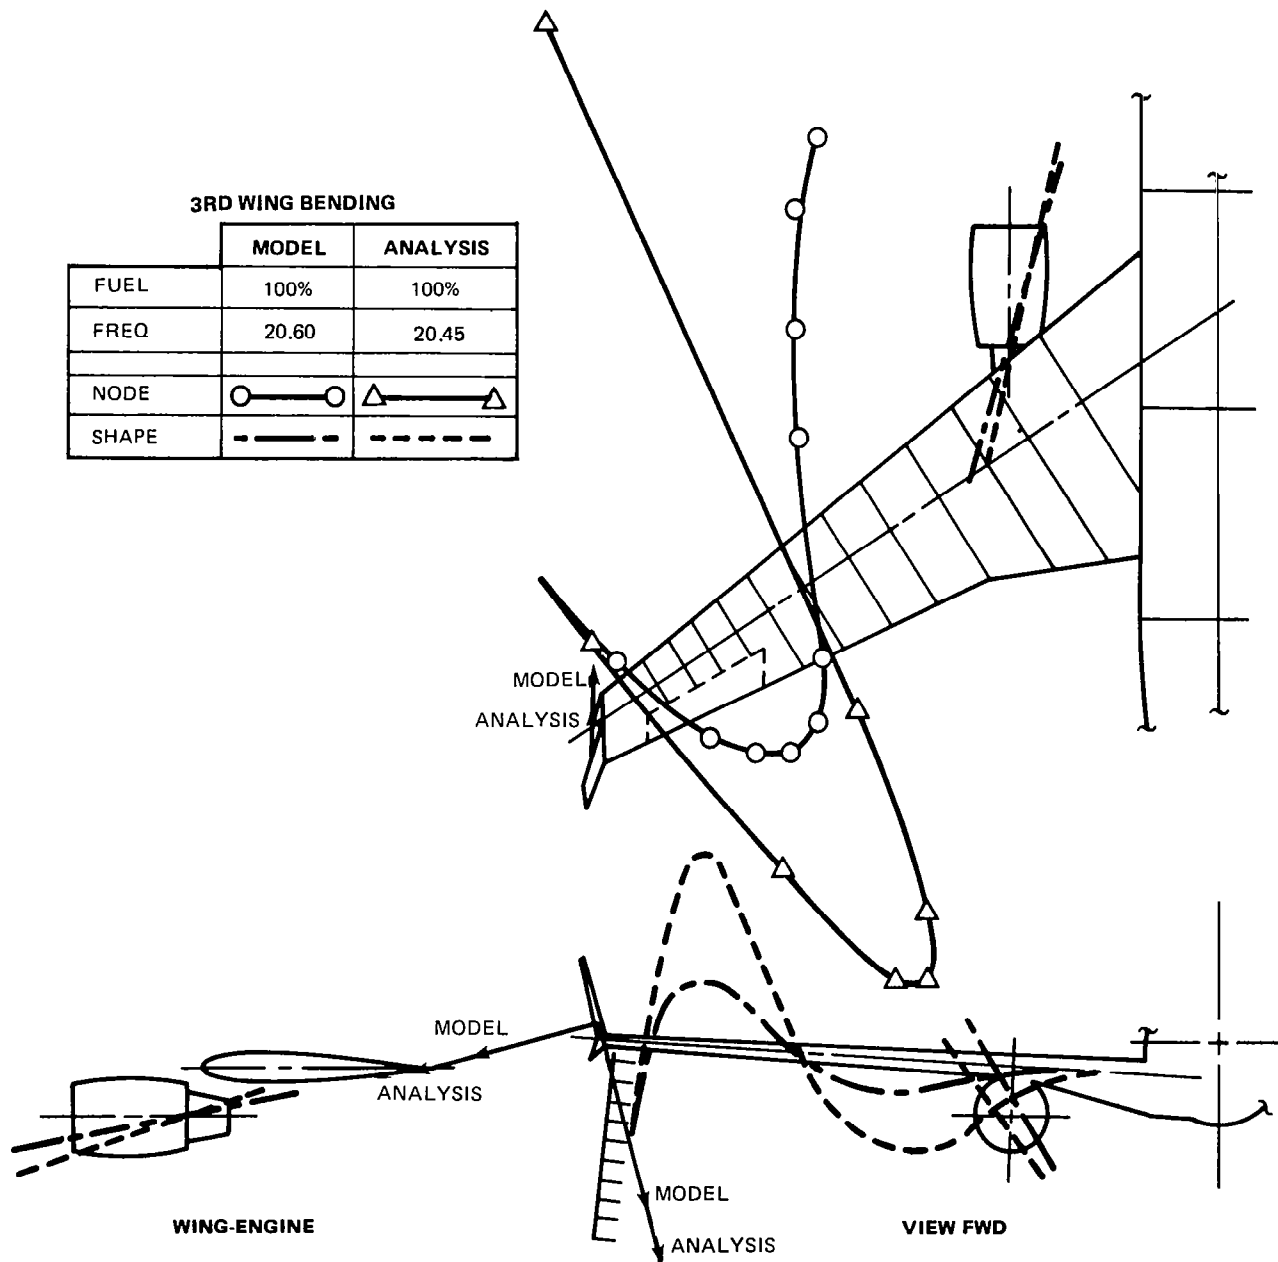 3RD WING BENDING
MODEL ANALYSIS
FUEL 100% 100%
FREQ 20.60 20.45
NODE
SHAPE
MODEL
ANALYSIS
MODEL
ANALYSIS
MODEL
ANALYSIS
WING-ENGINE
VIEW FWD